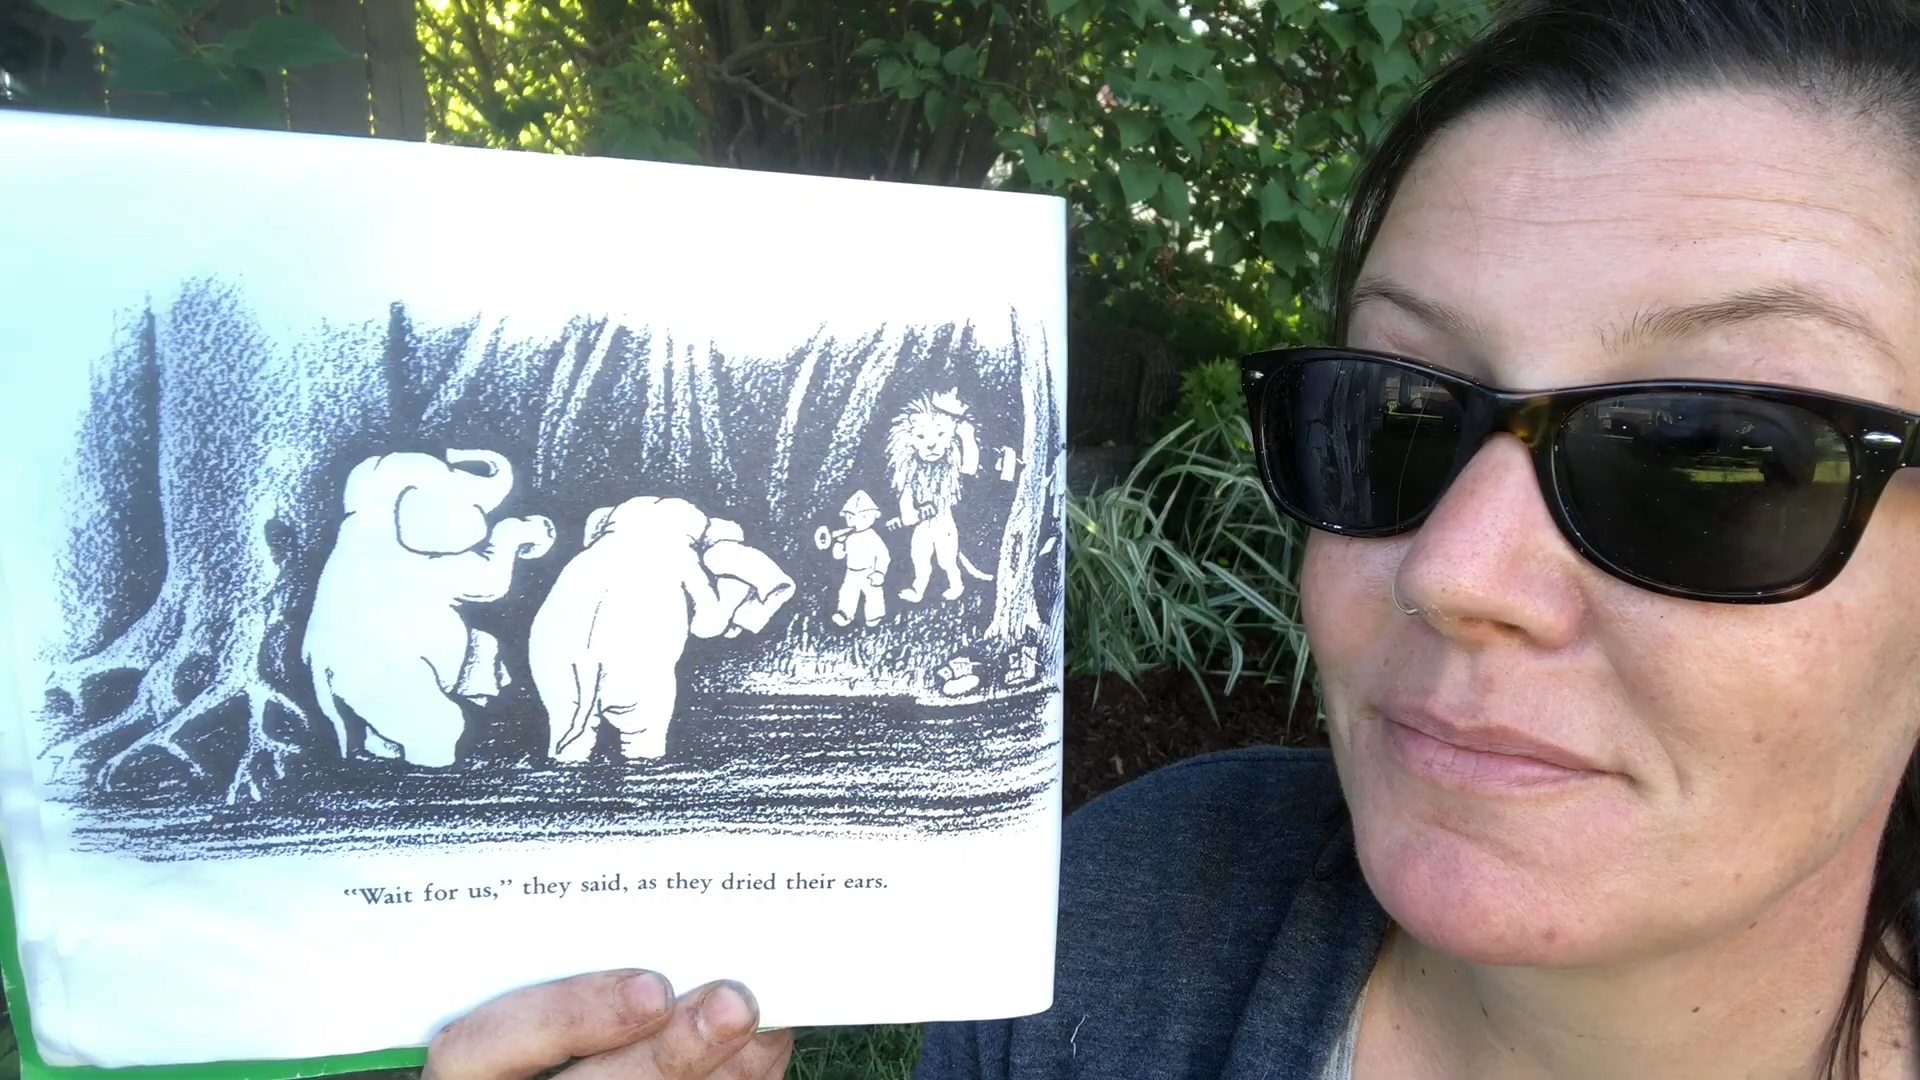 “Wait for us,” they said, as they dried their ears.